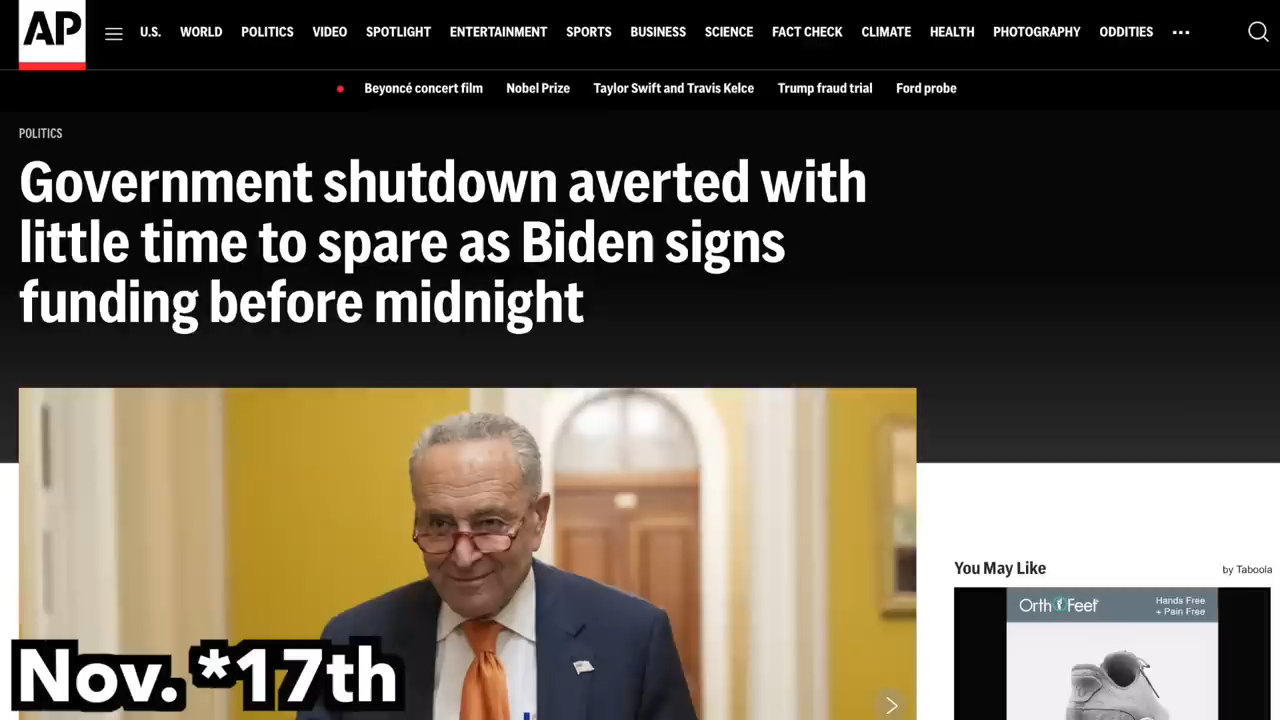 AP
U.S. WORLD POLITICS VIDEO SPOTLIGHT ENTERTAINMENT SPORTS BUSINESS SCIENCE FACT CHECK CLIMATE HEALTH PHOTOGRAPHY ODDITIES
Beyoncé concert film Nobel Prize Taylor Swift and Travis Kelce Trump fraud trial Ford probe
POLITICS
Government shutdown averted with
little time to spare as Biden signs
funding before midnight
You May Like by Taboola
OrthoFeet
Hands Free
+ Pain Free
Nov. *17th